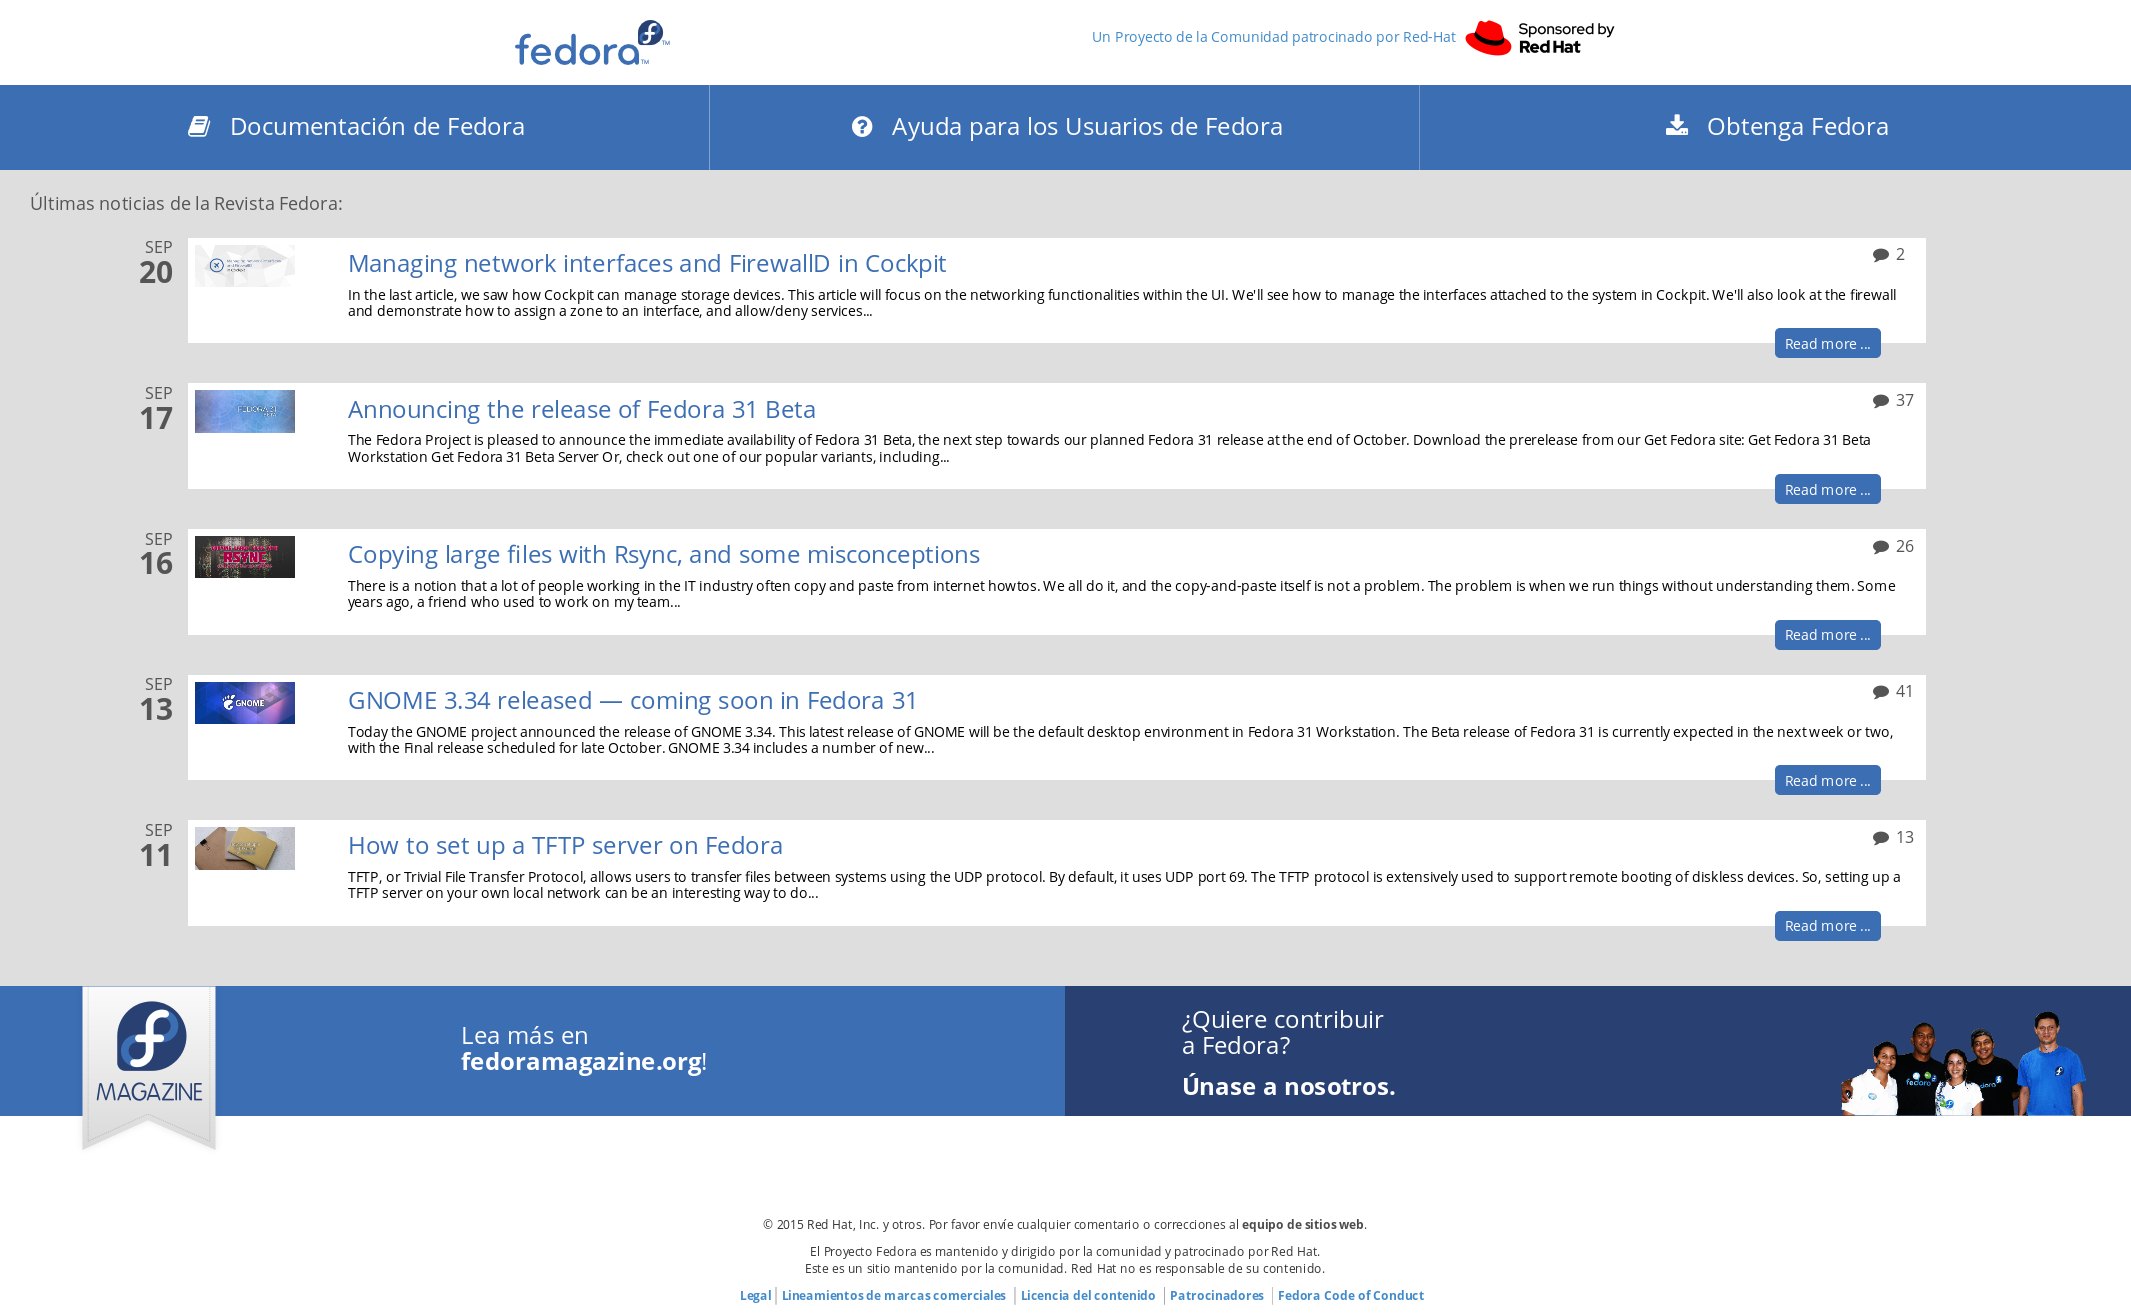 fedora
Un Proyecto de la Comunidad patrocinado por Red-Hat
Sponsored by
Red Hat
Documentación de Fedora
Ayuda para los Usuarios de Fedora
Obtenga Fedora
Últimas noticias de la Revista Fedora:
SEP
20
Managing network interfaces and FirewallD in Cockpit
2
In the last article, we saw how Cockpit can manage storage devices. This article will focus on the networking functionalities within the UI. We'll see how to manage the interfaces attached to the system in Cockpit. We'll also look at the firewall
and demonstrate how to assign a zone to an interface, and allow/deny services...
Read more ...
SEP
17
FEDORA 31
BETA
Announcing the release of Fedora 31 Beta
37
The Fedora Project is pleased to announce the immediate availability of Fedora 31 Beta, the next step towards our planned Fedora 31 release at the end of October. Download the prerelease from our Get Fedora site: Get Fedora 31 Beta
Workstation Get Fedora 31 Beta Server Or, check out one of our popular variants, including...
Read more ...
SEP
16
RSYNC
Copying large files with Rsync, and some misconceptions
26
There is a notion that a lot of people working in the IT industry often copy and paste from internet howtos. We all do it, and the copy-and-paste itself is not a problem. The problem is when we run things without understanding them. Some
years ago, a friend who used to work on my team...
Read more ...
SEP
13
GNOME
GNOME 3.34 released — coming soon in Fedora 31
41
Today the GNOME project announced the release of GNOME 3.34. This latest release of GNOME will be the default desktop environment in Fedora 31 Workstation. The Beta release of Fedora 31 is currently expected in the next week or two,
with the Final release scheduled for late October. GNOME 3.34 includes a number of new...
Read more ...
SEP
11
How to set up a TFTP server on Fedora
13
TFTP, or Trivial File Transfer Protocol, allows users to transfer files between systems using the UDP protocol. By default, it uses UDP port 69. The TFTP protocol is extensively used to support remote booting of diskless devices. So, setting up a
TFTP server on your own local network can be an interesting way to do...
Read more ...
MAGAZINE
Lea más en
fedoramagazine.org!
¿Quiere contribuir
a Fedora?
Únase a nosotros.
fedora
© 2015 Red Hat, Inc. y otros. Por favor envíe cualquier comentario o correcciones al equipo de sitios web.
El Proyecto Fedora es mantenido y dirigido por la comunidad y patrocinado por Red Hat.
Este es un sitio mantenido por la comunidad. Red Hat no es responsable de su contenido.
Legal | Lineamientos de marcas comerciales | Licencia del contenido | Patrocinadores | Fedora Code of Conduct